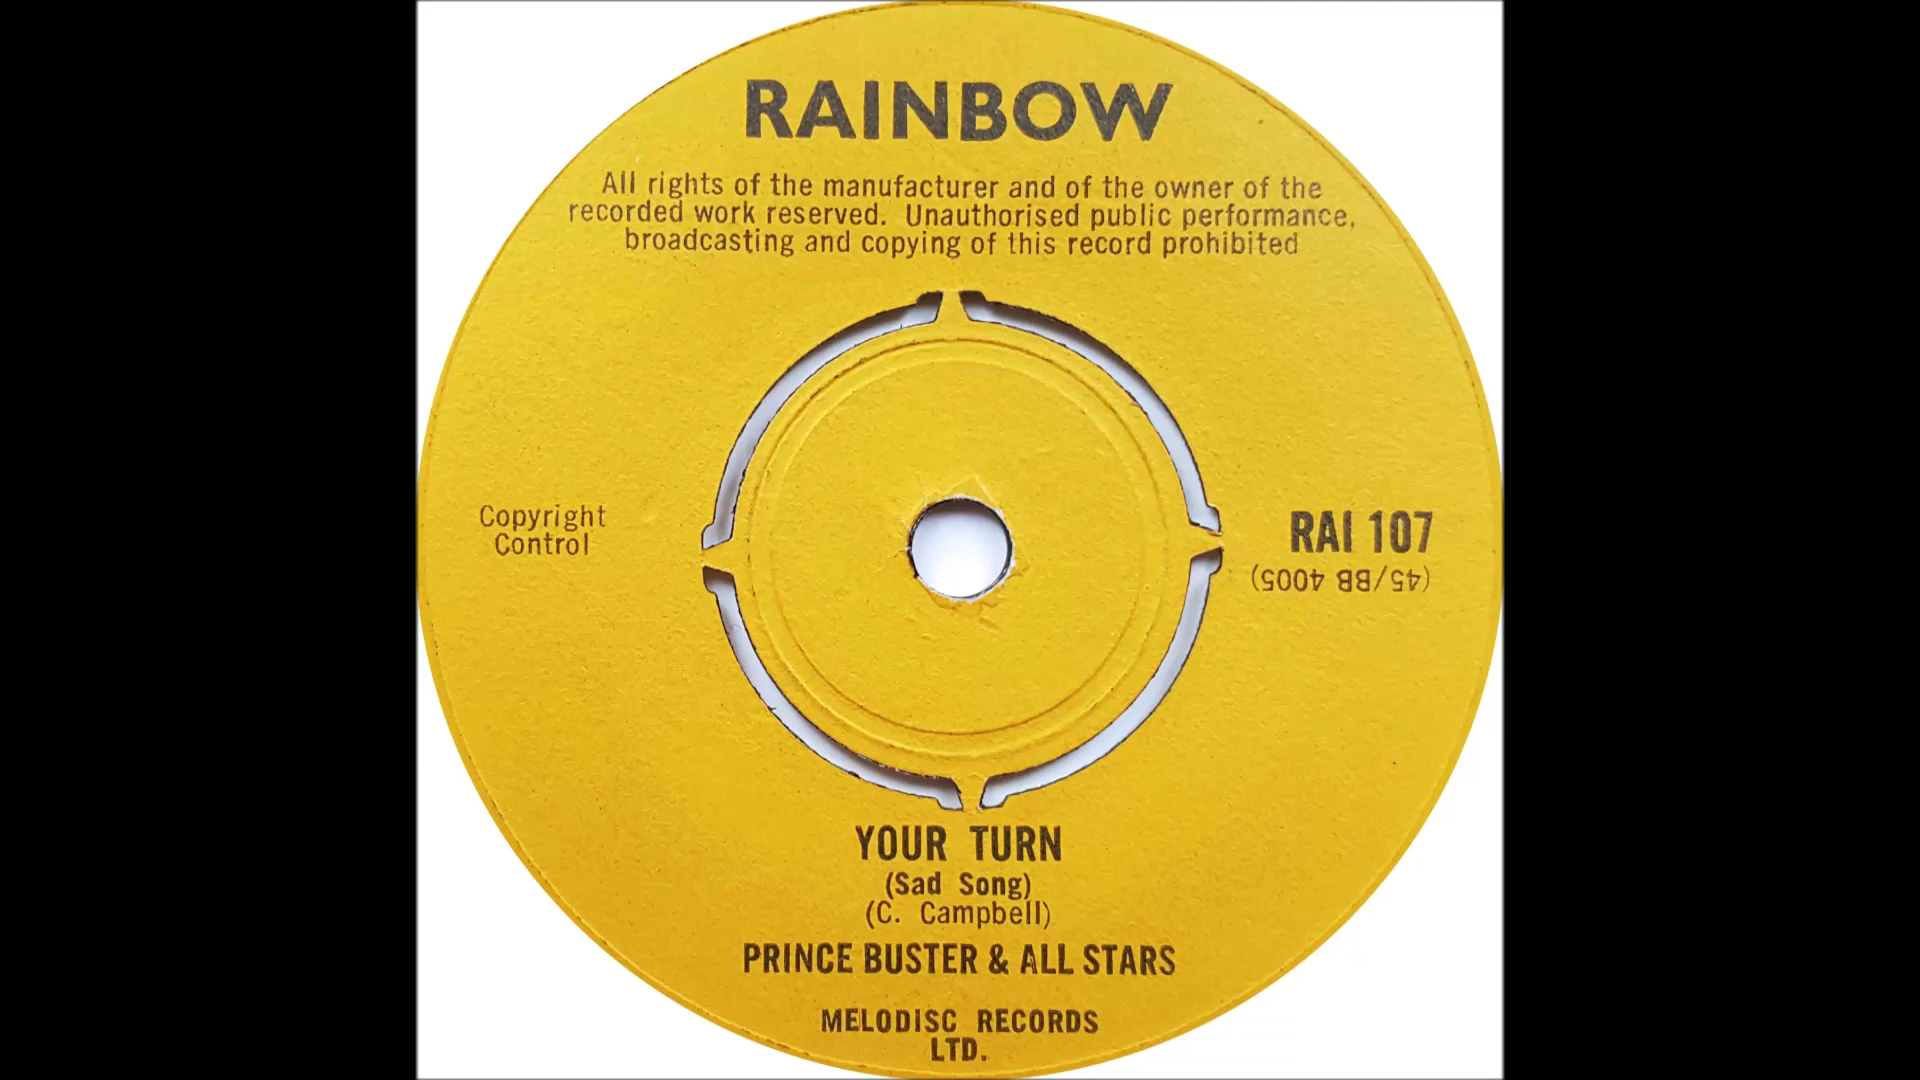 RAINBOW
All rights of the manufacturer and of the owner of the
recorded work reserved. Unauthorised public performance,
broadcasting and copying of this record prohibited
Copyright
Control
RAI 107
(45/BB 4005)
YOUR TURN
(Sad Song)
(C. Campbell)
PRINCE BUSTER & ALL STARS
MELODISC RECORDS
LTD.